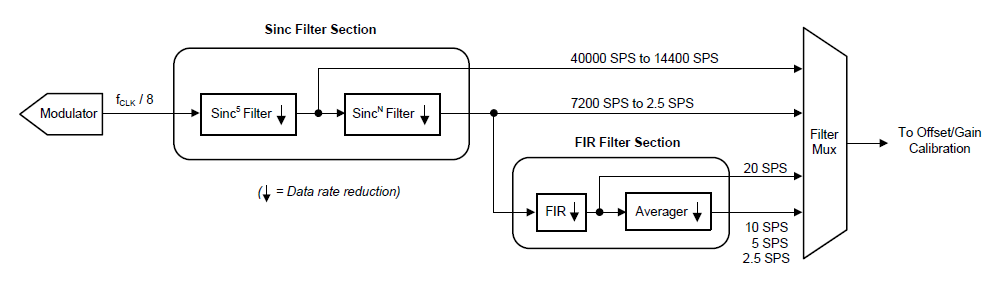 Sinc Filter Section
40000 SPS to 14400 SPS
Modulator
fCLK / 8
Sinc5 Filter
SincN Filter
7200 SPS to 2.5 SPS
Filter
Mux
To Offset/Gain
Calibration
FIR Filter Section
20 SPS
(↓ = Data rate reduction)
FIR
Averager
10 SPS
5 SPS
2.5 SPS